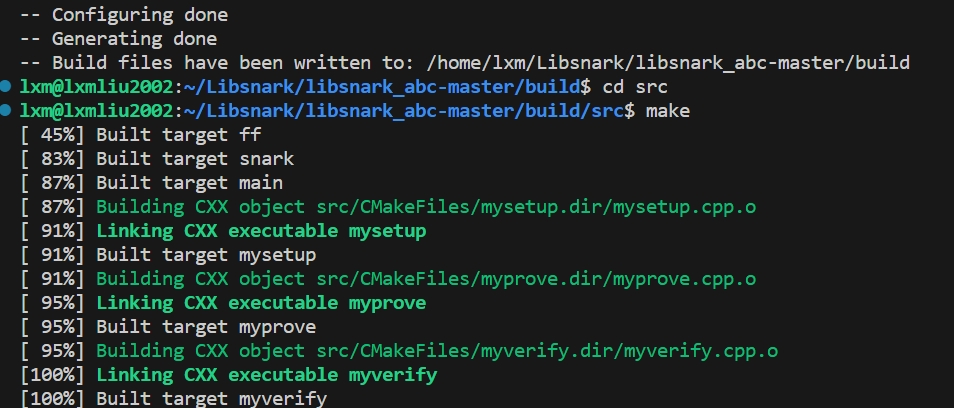 -- Configuring done
-- Generating done
-- Build files have been written to: /home/lxm/Libsnark/libsnark_abc-master/build
lxm@lxmliu2002:~/Libsnark/libsnark_abc-master/build$ cd src
lxm@lxmliu2002:~/Libsnark/libsnark_abc-master/build/src$ make
[ 45%] Built target ff
[ 83%] Built target snark
[ 87%] Built target main
[ 87%] Building CXX object src/CMakeFiles/mysetup.dir/mysetup.cpp.o
[ 91%] Linking CXX executable mysetup
[ 91%] Built target mysetup
[ 91%] Building CXX object src/CMakeFiles/myprove.dir/myprove.cpp.o
[ 95%] Linking CXX executable myprove
[ 95%] Built target myprove
[ 95%] Building CXX object src/CMakeFiles/myverify.dir/myverify.cpp.o
[100%] Linking CXX executable myverify
[100%] Built target myverify